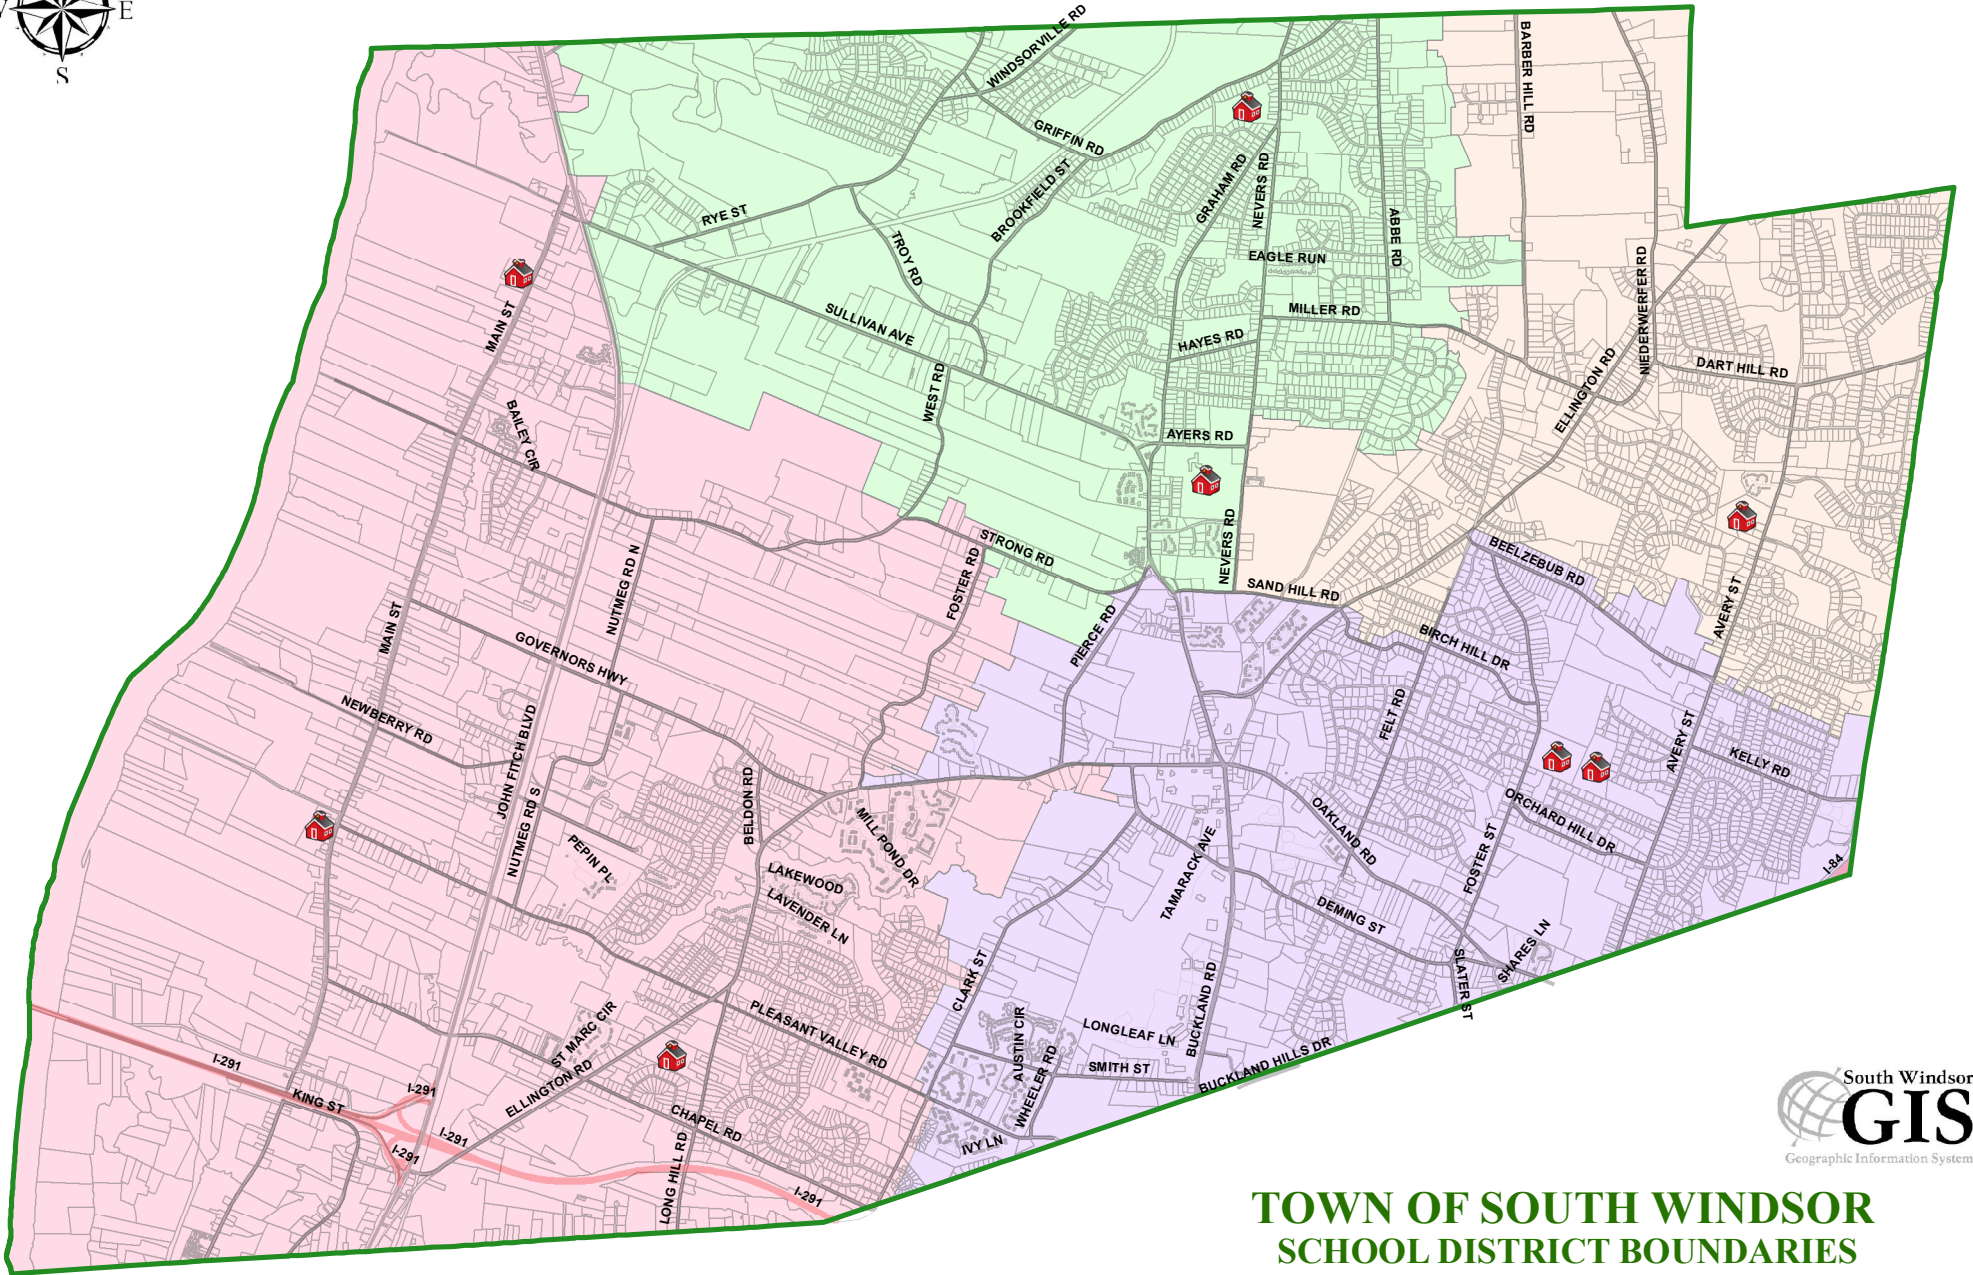 E
S
WINDSORVILLE RD
BARBER HILL RD
GRIFFIN RD
BROOKFIELD ST
GRAHAM RD
NEVERS RD
RYE ST
TROY RD
ABBE RD
EAGLE RUN
NIEDERWERFER RD
MAIN ST
SULLIVAN AVE
MILLER RD
HAYES RD
ELLINGTON RD
DART HILL RD
WEST RD
BAILEY CIR
AYERS RD
STRONG RD
NEVERS RD
BEELZEBUB RD
NUTMEG RD N
FOSTER RD
SAND HILL RD
AVERY ST
MAIN ST
GOVERNORS HWY
PIERCE RD
BIRCH HILL DR
NEWBERRY RD
FELT RD
AVERY ST
KELLY RD
JOHN FITCH BLVD
NUTMEG RD S
BELDON RD
MILL POND DR
OAKLAND RD
ORCHARD HILL DR
PEPIN PL
LAKEWOOD
LAVENDER LN
TAMARACK AVE
FOSTER ST
I-84
DEMING ST
CLARK ST
SLATER ST
SHARES LN
PLEASANT VALLEY RD
ST MARC CIR
AUSTIN CIR
LONGLEAF LN
BUCKLAND RD
I-291
ELLINGTON RD
WHEELER RD
SMITH ST
BUCKLAND HILLS DR
I-291
KING ST
CHAPEL RD
I-291
I-291
IVY LN
LONG HILL RD
I-291
South Windsor
GIS
Geographic Information System
TOWN OF SOUTH WINDSOR
SCHOOL DISTRICT BOUNDARIES